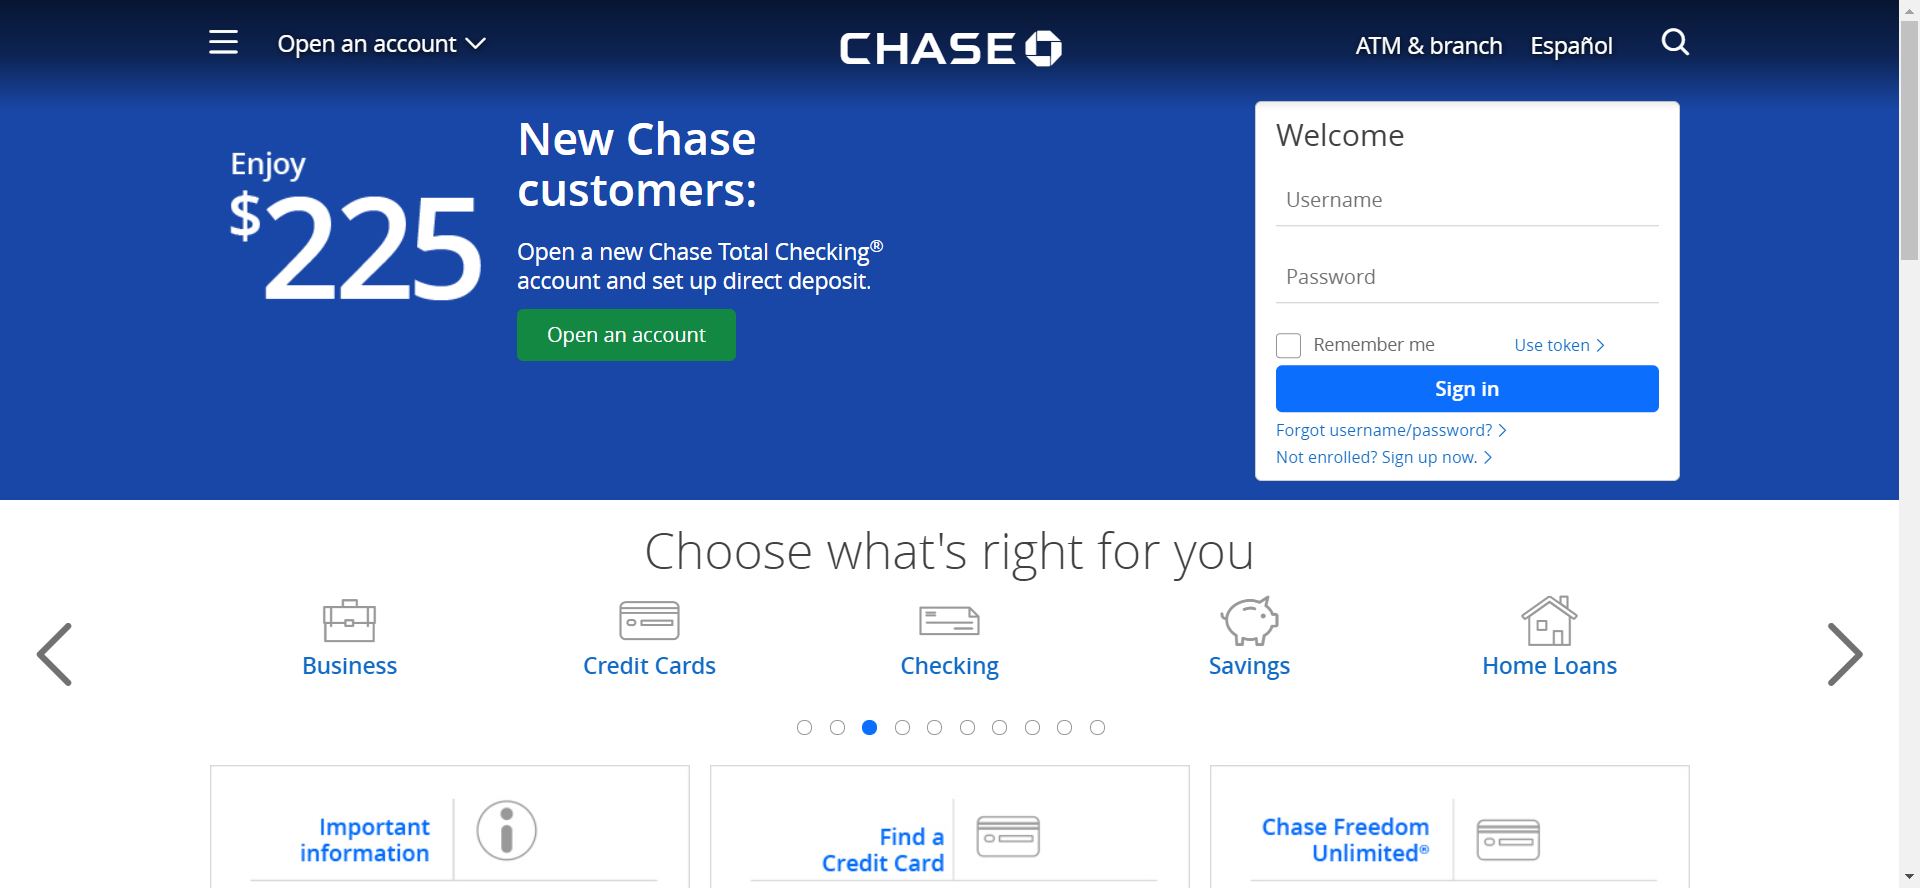 Open an account
CHASE
ATM & branch
Español
Enjoy
$225
New Chase
customers:
Open a new Chase Total Checking®
account and set up direct deposit.
Open an account
Welcome
Username
Password
Remember me
Use token
Sign in
Forgot username/password?
Not enrolled? Sign up now.
Choose what's right for you
Business
Credit Cards
Checking
Savings
Home Loans
Important
information
Find a
Credit Card
Chase Freedom
Unlimited®